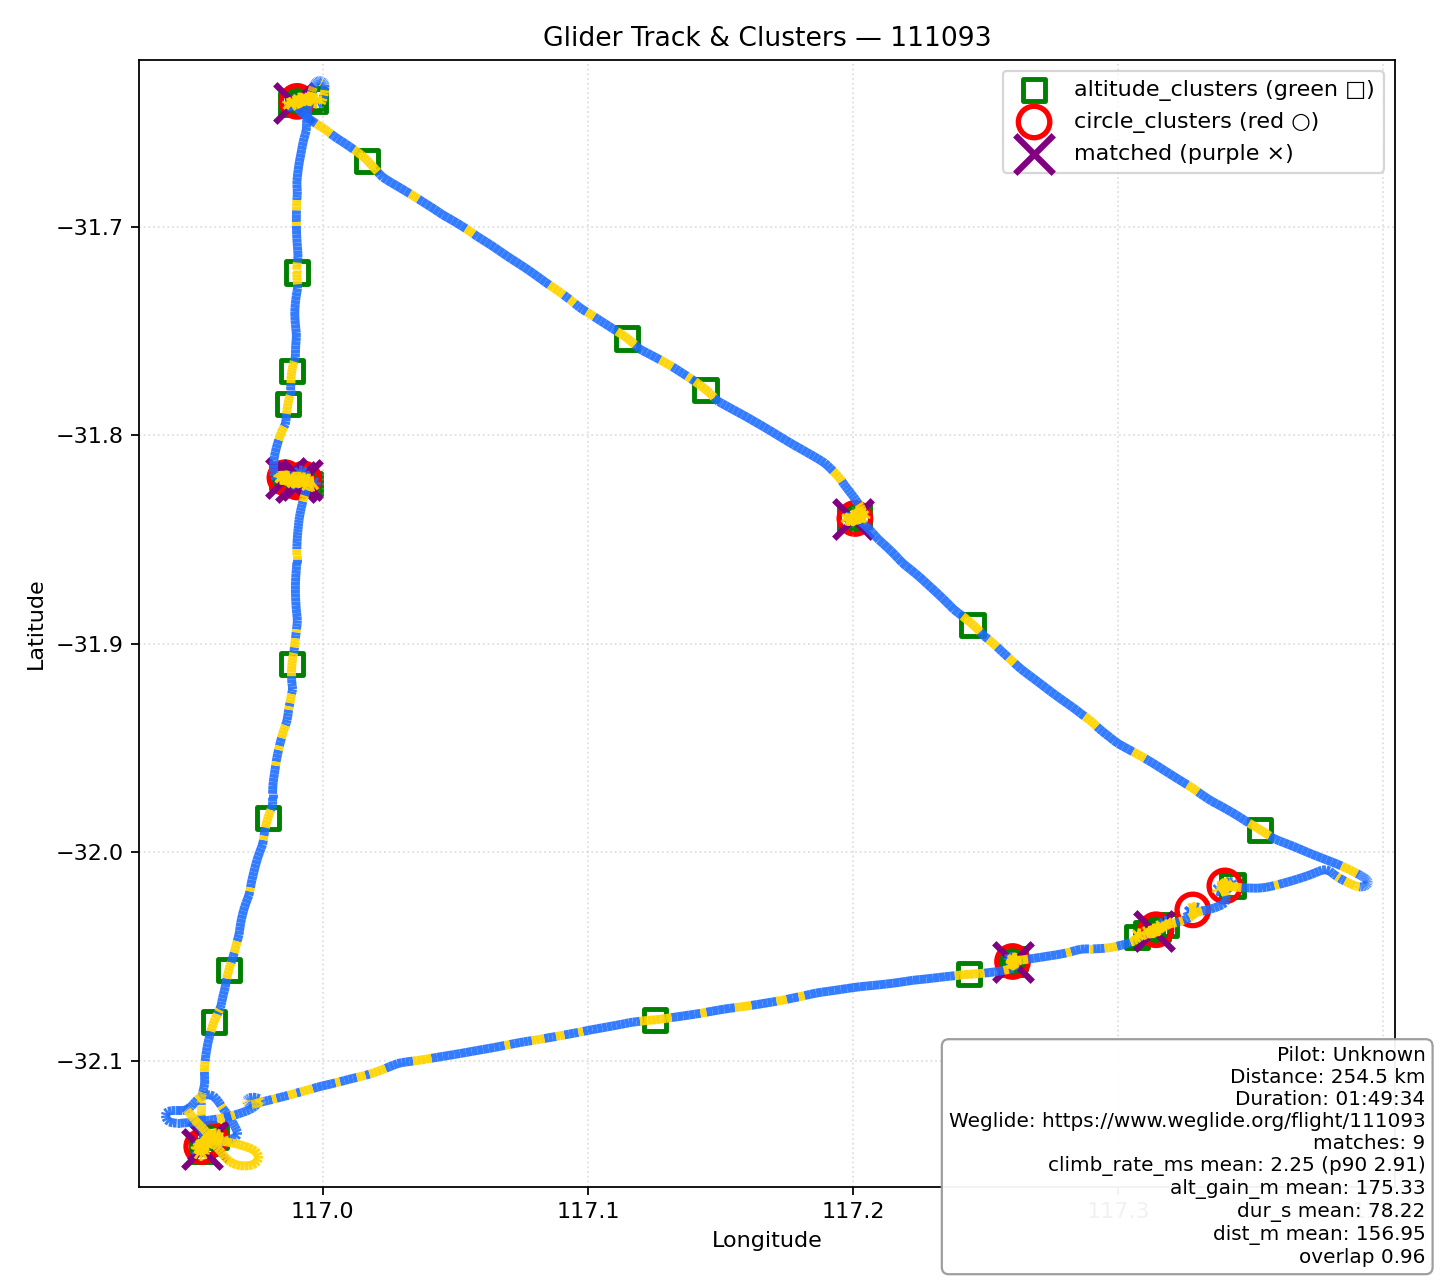 Glider Track & Clusters — 111093
altitude_clusters (green □)
circle_clusters (red ○)
matched (purple ×)
−31.7
−31.8
−31.9
−32.0
−32.1
Latitude
117.0
117.1
117.2
117.3
Longitude
Pilot: Unknown
Distance: 254.5 km
Duration: 01:49:34
Weglide: https://www.weglide.org/flight/111093
matches: 9
climb_rate_ms mean: 2.25 (p90 2.91)
alt_gain_m mean: 175.33
dur_s mean: 78.22
dist_m mean: 156.95
overlap 0.96